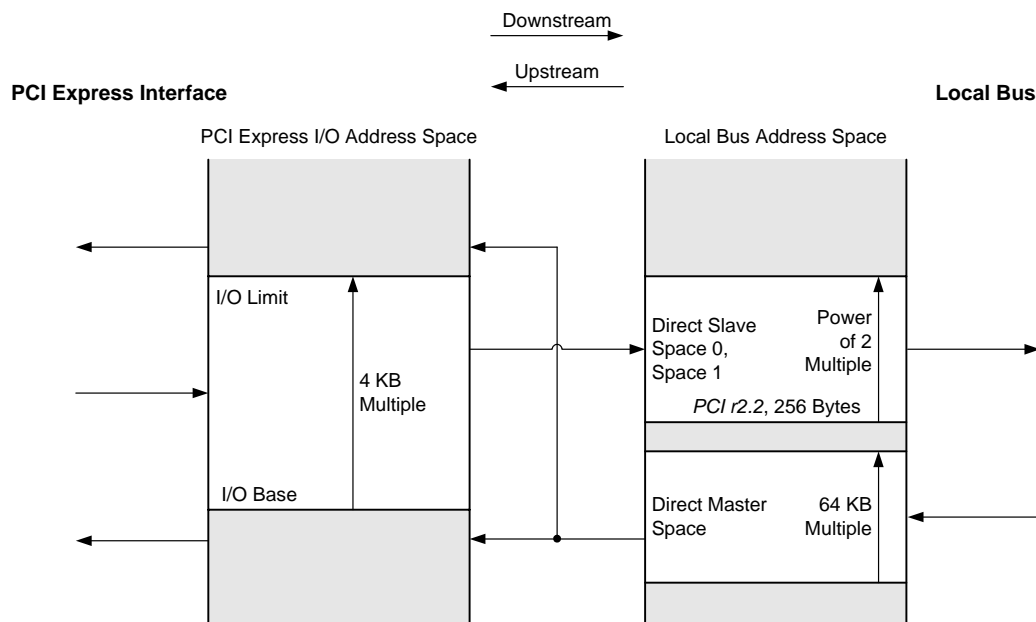 Downstream
Upstream
PCI Express Interface
Local Bus
PCI Express I/O Address Space
Local Bus Address Space
I/O Limit
4 KB
Multiple
I/O Base
Direct Slave
Space 0,
Space 1
Power
of 2
Multiple
PCI r2.2, 256 Bytes
Direct Master
Space
64 KB
Multiple